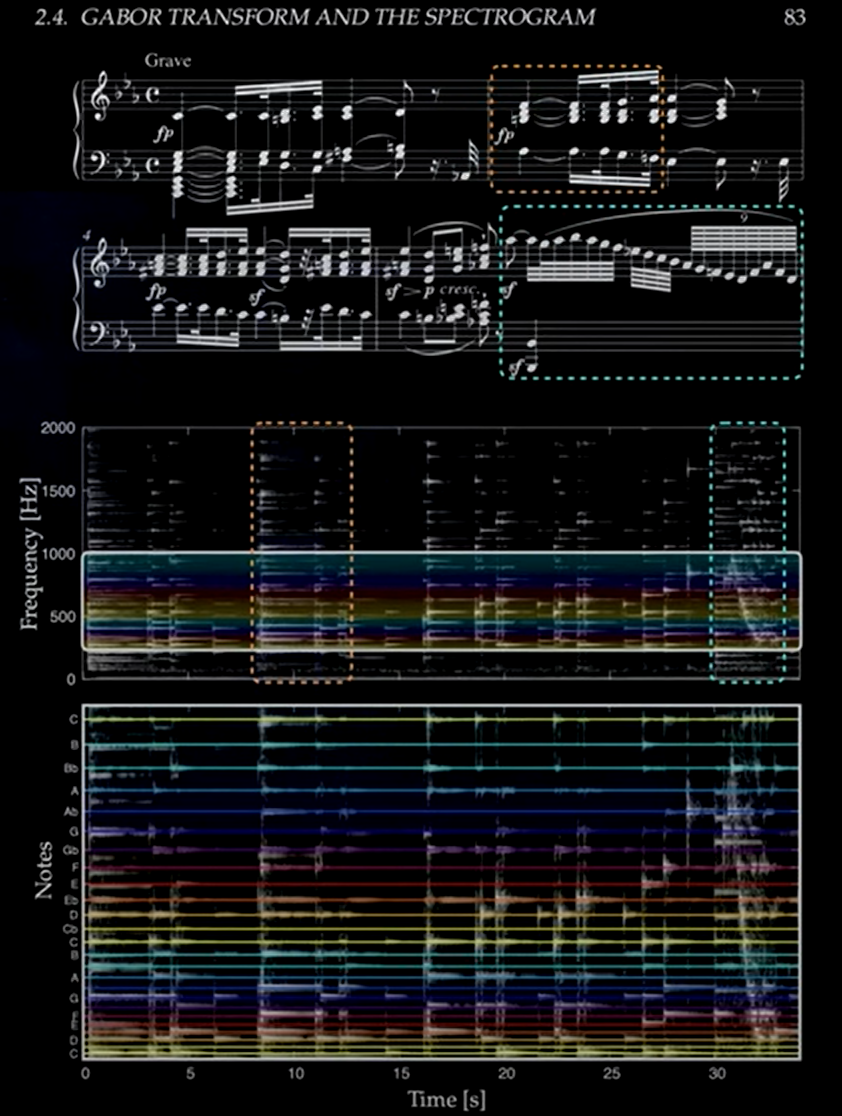 2.4. GABOR TRANSFORM AND THE SPECTROGRAM 83
Grave
fp
fp
4
9
fp
sf
sf > p cresc.
sf
sf
2000
1500
1000
500
0
Frequency [Hz]
C
B
Bb
A
Ab
G
Gb
F
E
Eb
D
Cb
C
B
A
G
F
E
D
C
Notes
0 5 10 15 20 25 30
Time [s]